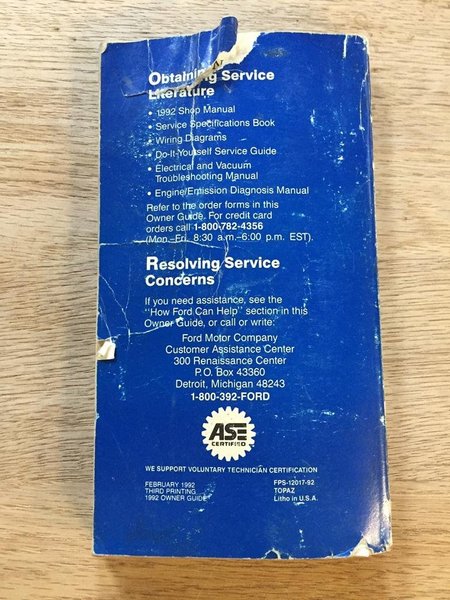 Obtaining Service
Literature
• 1992 Shop Manual
• Service Specifications Book
• Wiring Diagrams
• Do-It-Yourself Service Guide
• Electrical and Vacuum
Troubleshooting Manual
• Engine/Emission Diagnosis Manual
Refer to the order forms in this
Owner Guide. For credit card
orders call 1-800-782-4356
(Mon.-Fri. 8:30 a.m.-6:00 p.m. EST).
Resolving Service
Concerns
If you need assistance, see the
"How Ford Can Help" section in this
Owner Guide, or call or write:
Ford Motor Company
Customer Assistance Center
300 Renaissance Center
P.O. Box 43360
Detroit, Michigan 48243
1-800-392-FORD
ASE
CERTIFIED
WE SUPPORT VOLUNTARY TECHNICIAN CERTIFICATION
FEBRUARY 1992
THIRD PRINTING
1992 OWNER GUIDE
FPS-12017-92
TOPAZ
Litho in U.S.A.